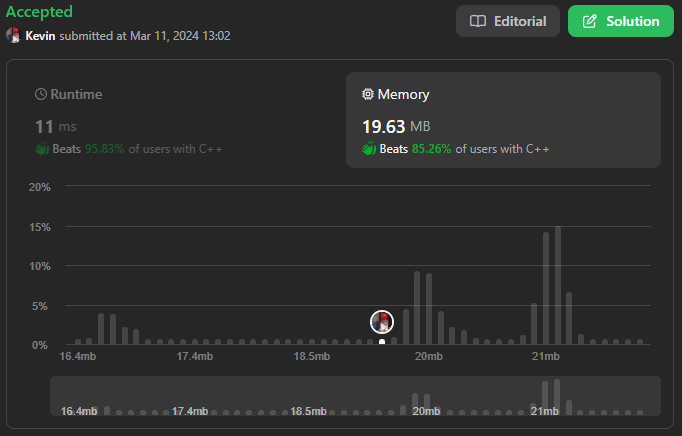 Accepted
Kevin submitted at Mar 11, 2024 13:02
Editorial
Solution
Runtime
11 ms
Beats 95.83% of users with C++
Memory
19.63 MB
Beats 85.26% of users with C++
20%
15%
10%
5%
0%
16.4mb 17.4mb 18.5mb 20mb 21mb
16.4mb 17.4mb 18.5mb 20mb 21mb